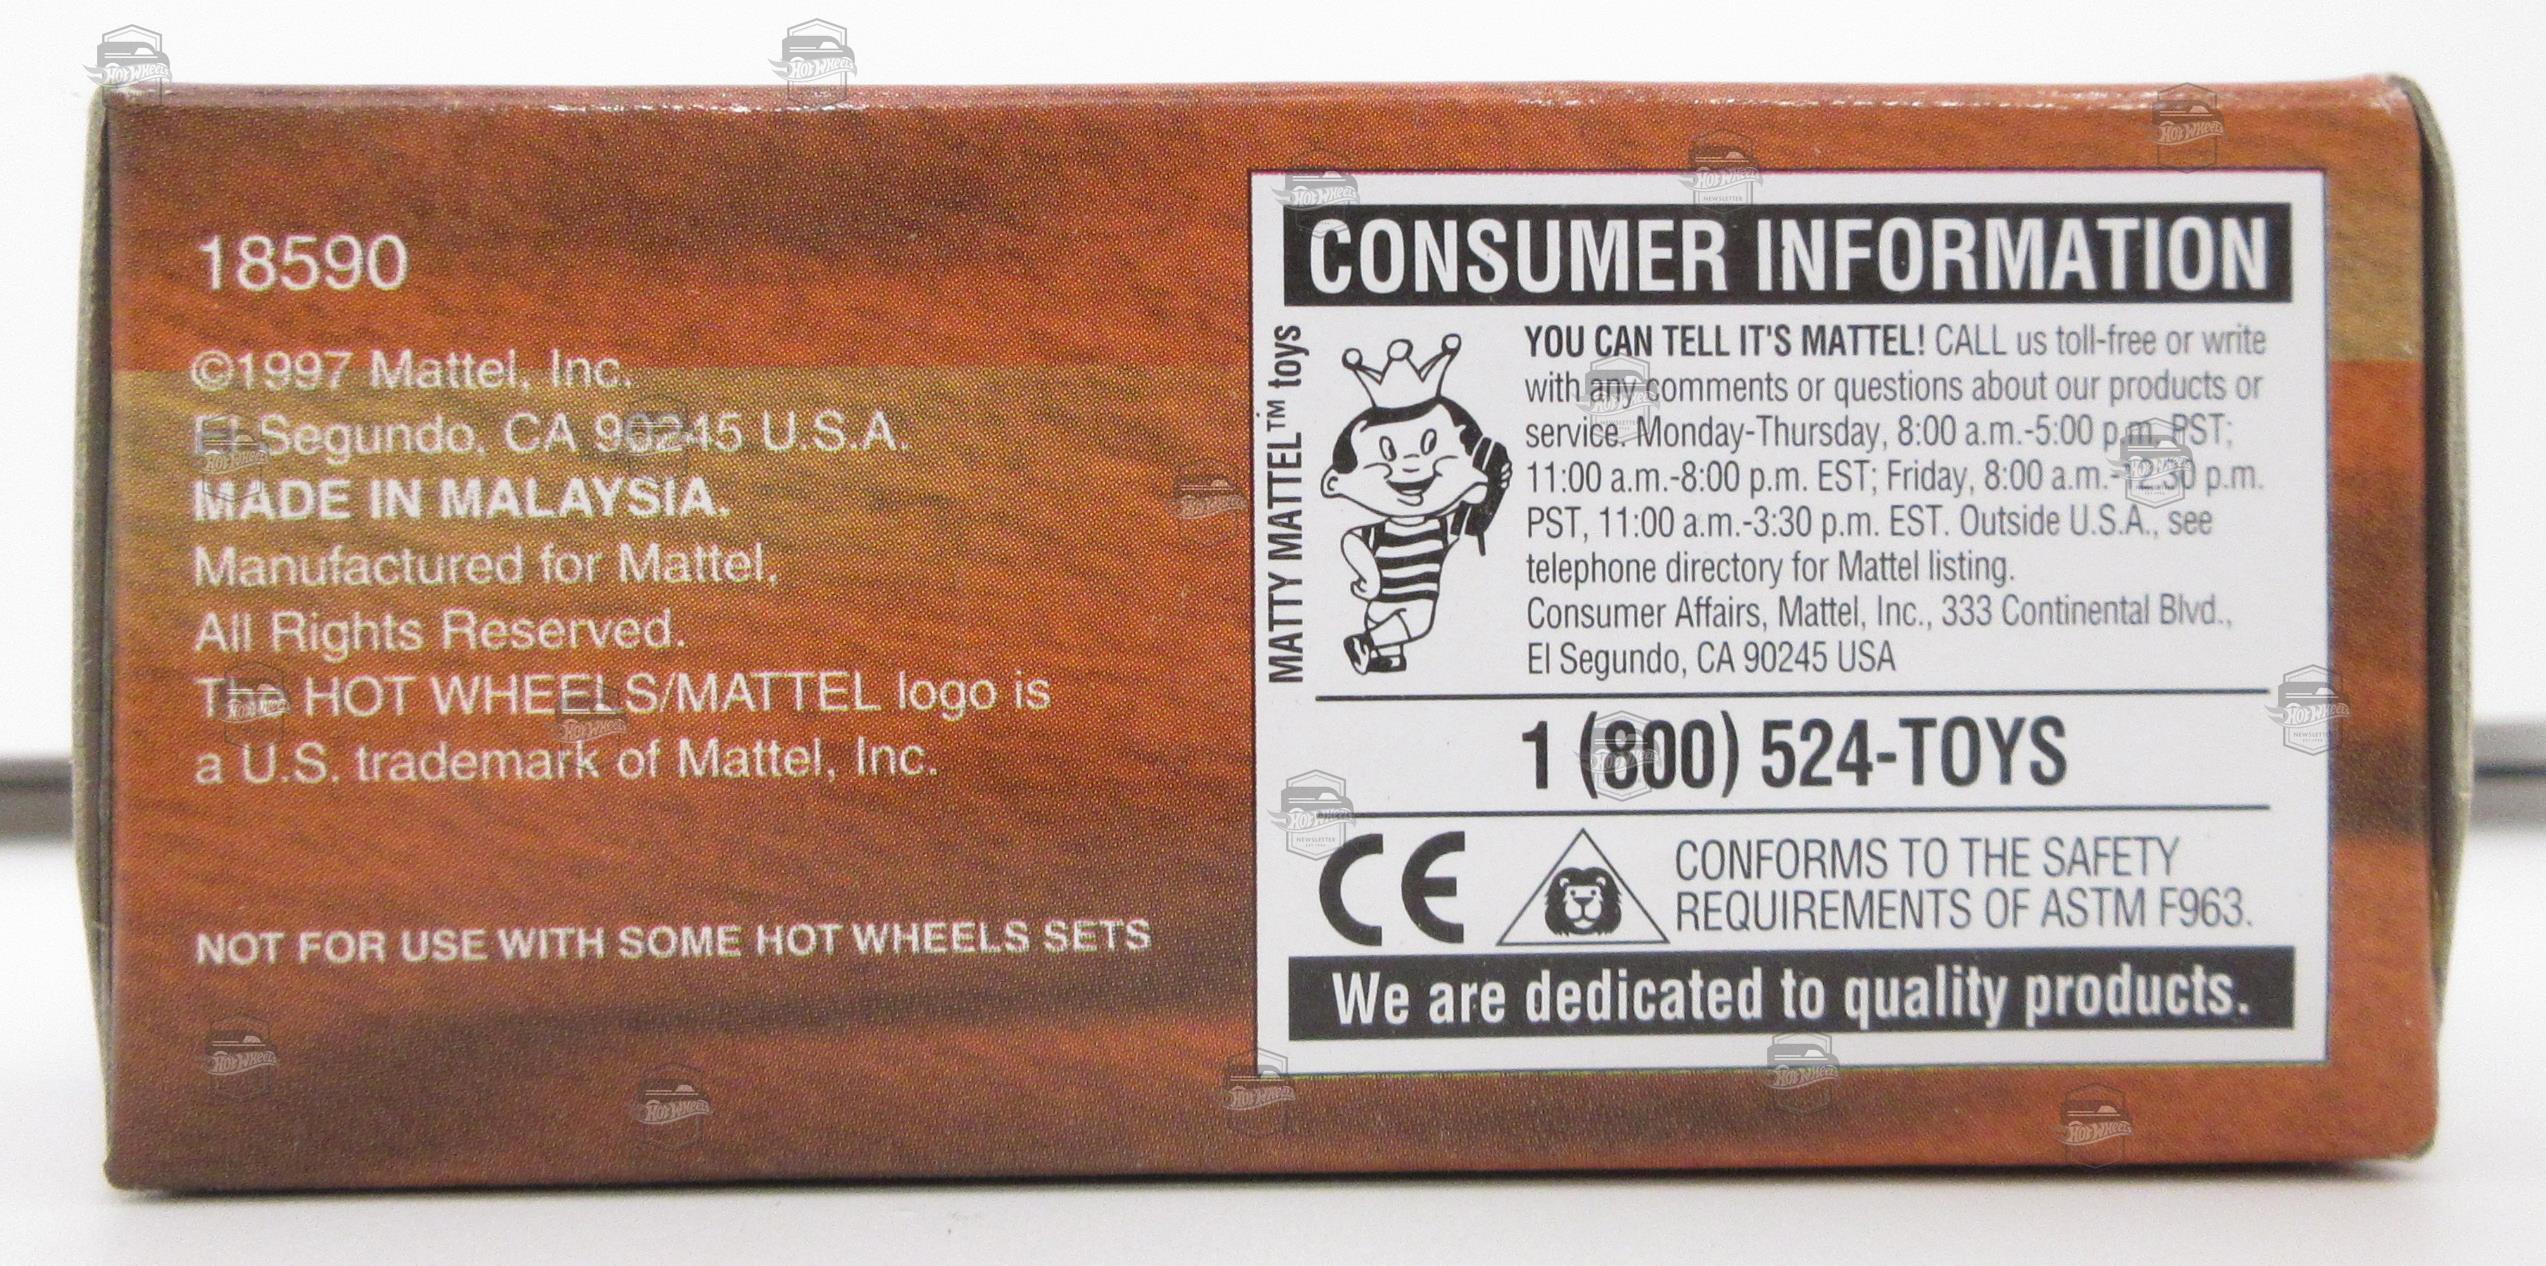 18590
©1997 Mattel, Inc.
El Segundo, CA 90245 U.S.A.
MADE IN MALAYSIA.
Manufactured for Mattel,
All Rights Reserved.
The HOT WHEELS/MATTEL logo is
a U.S. trademark of Mattel, Inc.
NOT FOR USE WITH SOME HOT WHEELS SETS
CONSUMER INFORMATION
MATTY MATTEL™ toys
YOU CAN TELL IT'S MATTEL! CALL us toll-free or write
with any comments or questions about our products or
service. Monday-Thursday, 8:00 a.m.-5:00 p.m. PST;
11:00 a.m.-8:00 p.m. EST; Friday, 8:00 a.m.-12:30 p.m.
PST, 11:00 a.m.-3:30 p.m. EST. Outside U.S.A., see
telephone directory for Mattel listing.
Consumer Affairs, Mattel, Inc., 333 Continental Blvd.,
El Segundo, CA 90245 USA
1 (800) 524-TOYS
CE
CONFORMS TO THE SAFETY
REQUIREMENTS OF ASTM F963.
We are dedicated to quality products.